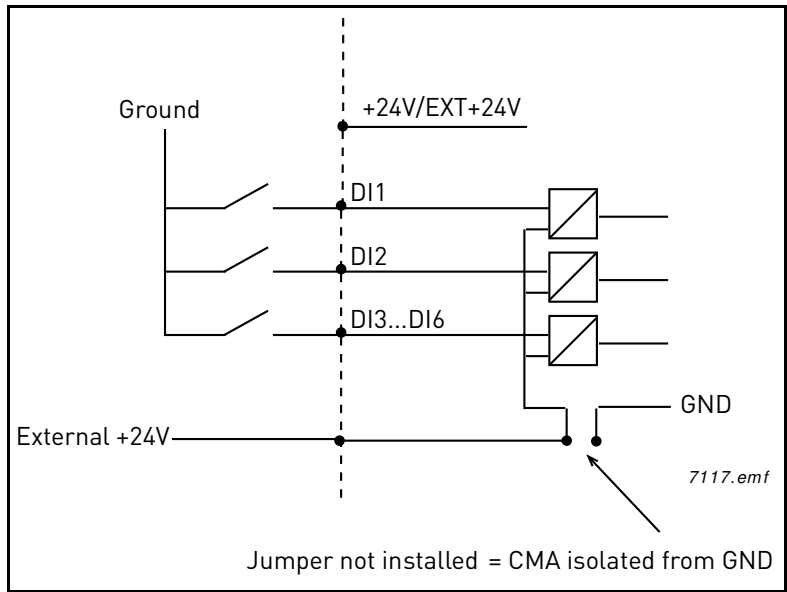 Ground
+24V/EXT+24V
DI1
DI2
DI3...DI6
External +24V
GND
7117.emf
Jumper not installed = CMA isolated from GND